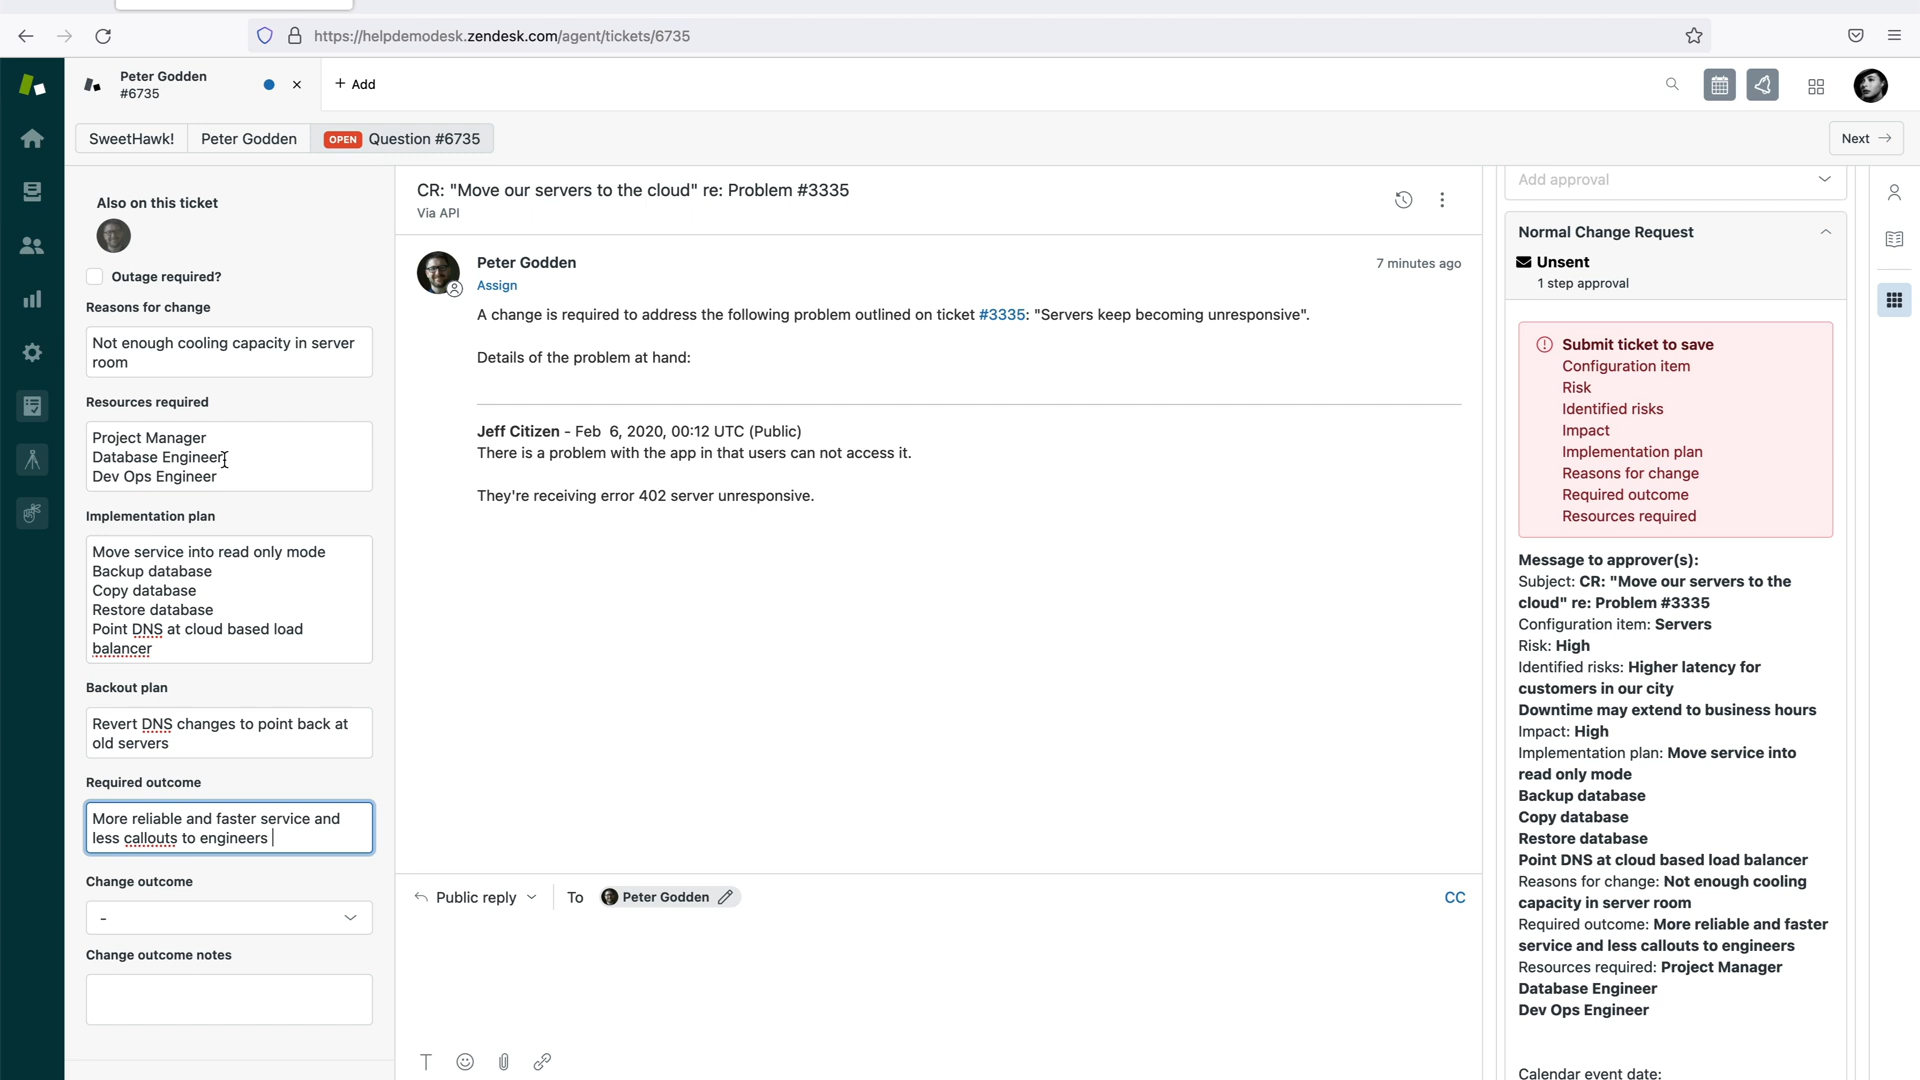 https://helpdemodesk.zendesk.com/agent/tickets/6735
Peter Godden
#6735
+ Add
SweetHawk!
Peter Godden
OPEN Question #6735
Next
Also on this ticket
Outage required?
Reasons for change
Not enough cooling capacity in server
room
Resources required
Project Manager
Database Engineer
Dev Ops Engineer
Implementation plan
Move service into read only mode
Backup database
Copy database
Restore database
Point DNS at cloud based load
balancer
Backout plan
Revert DNS changes to point back at
old servers
Required outcome
More reliable and faster service and
less callouts to engineers
Change outcome
-
Change outcome notes
CR: "Move our servers to the cloud" re: Problem #3335
Via API
Peter Godden
7 minutes ago
Assign
A change is required to address the following problem outlined on ticket #3335: "Servers keep becoming unresponsive".
Details of the problem at hand:
Jeff Citizen - Feb 6, 2020, 00:12 UTC (Public)
There is a problem with the app in that users can not access it.
They're receiving error 402 server unresponsive.
Public reply
To
Peter Godden
CC
Add approval
Normal Change Request
Unsent
1 step approval
Submit ticket to save
Configuration item
Risk
Identified risks
Impact
Implementation plan
Reasons for change
Required outcome
Resources required
Message to approver(s):
Subject: CR: "Move our servers to the
cloud" re: Problem #3335
Configuration item: Servers
Risk: High
Identified risks: Higher latency for
customers in our city
Downtime may extend to business hours
Impact: High
Implementation plan: Move service into
read only mode
Backup database
Copy database
Restore database
Point DNS at cloud based load balancer
Reasons for change: Not enough cooling
capacity in server room
Required outcome: More reliable and faster
service and less callouts to engineers
Resources required: Project Manager
Database Engineer
Dev Ops Engineer
Calendar event date: